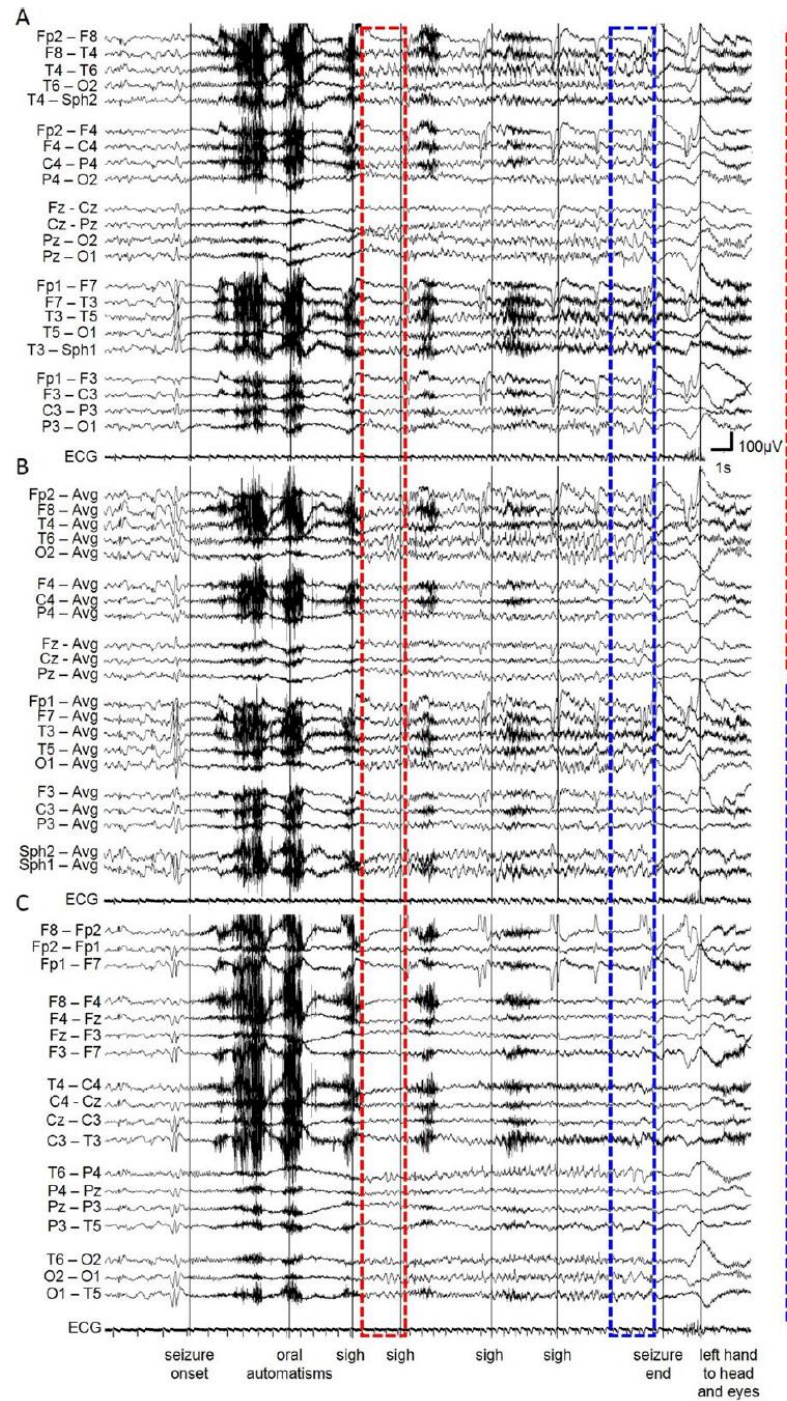 A
Fp2 – F8
F8 – T4
T4 – T6
T6 – O2
T4 – Sph2
Fp2 – F4
F4 – C4
C4 – P4
P4 – O2
Fz - Cz
Cz - Pz
Pz – O2
Pz – O1
Fp1 – F7
F7 – T3
T3 – T5
T5 – O1
T3 – Sph1
Fp1 – F3
F3 – C3
C3 – P3
P3 – O1
100µV
1s
ECG
B
Fp2 – Avg
F8 – Avg
T4 – Avg
T6 – Avg
O2 – Avg
F4 – Avg
C4 – Avg
P4 – Avg
Fz - Avg
Cz - Avg
Pz – Avg
Fp1 – Avg
F7 – Avg
T3 – Avg
T5 – Avg
O1 – Avg
F3 – Avg
C3 – Avg
P3 – Avg
Sph2 – Avg
Sph1 – Avg
ECG
C
F8 – Fp2
Fp2 – Fp1
Fp1 – F7
F8 – F4
F4 – Fz
Fz – F3
F3 – F7
T4 – C4
C4 – Cz
Cz – C3
C3 – T3
T6 – P4
P4 – Pz
Pz – P3
P3 – T5
T6 – O2
O2 – O1
O1 – T5
ECG
seizure onset
oral automatisms
sigh
sigh
sigh
sigh
seizure end
left hand to head and eyes